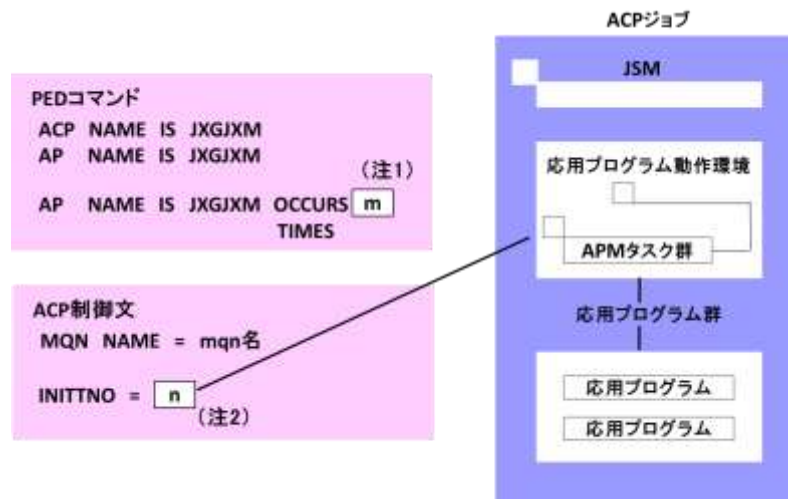 ACPジョブ
JSM
PEDコマンド
ACP NAME IS JXGJXM
AP NAME IS JXGJXM
(注1)
AP NAME IS JXGJXM OCCURS m
TIMES
応用プログラム動作環境
APMタスク群
ACP制御文
MQN NAME = mqn名
INITTNO = n
(注2)
応用プログラム群
応用プログラム
応用プログラム